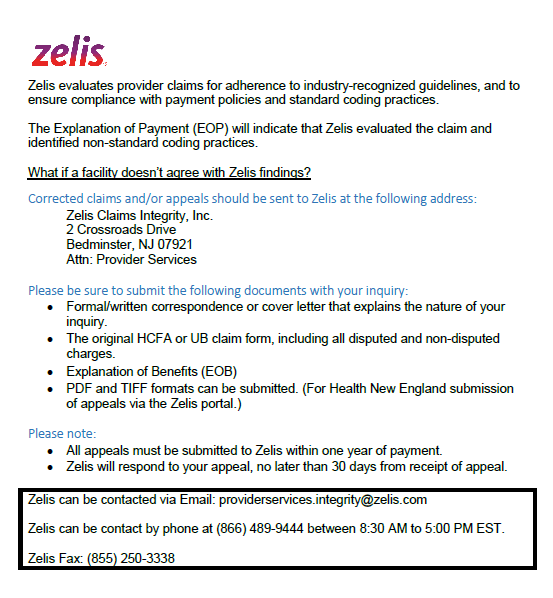 zelis
Zelis evaluates provider claims for adherence to industry-recognized guidelines, and to
ensure compliance with payment policies and standard coding practices.
The Explanation of Payment (EOP) will indicate that Zelis evaluated the claim and
identified non-standard coding practices.
What if a facility doesn't agree with Zelis findings?
Corrected claims and/or appeals should be sent to Zelis at the following address:
Zelis Claims Integrity, Inc.
2 Crossroads Drive
Bedminster, NJ 07921
Attn: Provider Services
Please be sure to submit the following documents with your inquiry:
• Formal/written correspondence or cover letter that explains the nature of your
inquiry.
• The original HCFA or UB claim form, including all disputed and non-disputed
charges.
• Explanation of Benefits (EOB)
• PDF and TIFF formats can be submitted. (For Health New England submission
of appeals via the Zelis portal.)
Please note:
• All appeals must be submitted to Zelis within one year of payment.
• Zelis will respond to your appeal, no later than 30 days from receipt of appeal.
Zelis can be contacted via Email: providerservices.integrity@zelis.com
Zelis can be contact by phone at (866) 489-9444 between 8:30 AM to 5:00 PM EST.
Zelis Fax: (855) 250-3338